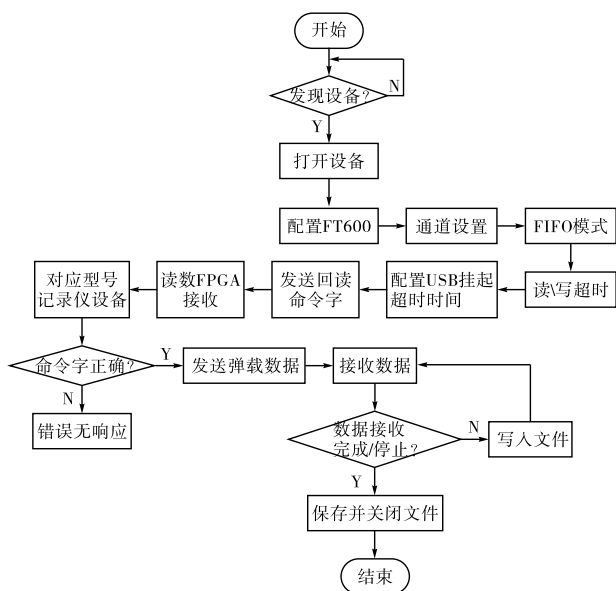 开始
发现设备?
N
Y
打开设备
配置FT600
通道设置
FIFO模式
读\写超时
配置USB挂起
超时时间
发送回读
命令字
读数FPGA
接收
对应型号
记录仪设备
命令字正确?
Y
N
错误无响应
发送弹载数据
接收数据
数据接收
完成/停止?
N
写入文件
Y
保存并关闭文件
结束